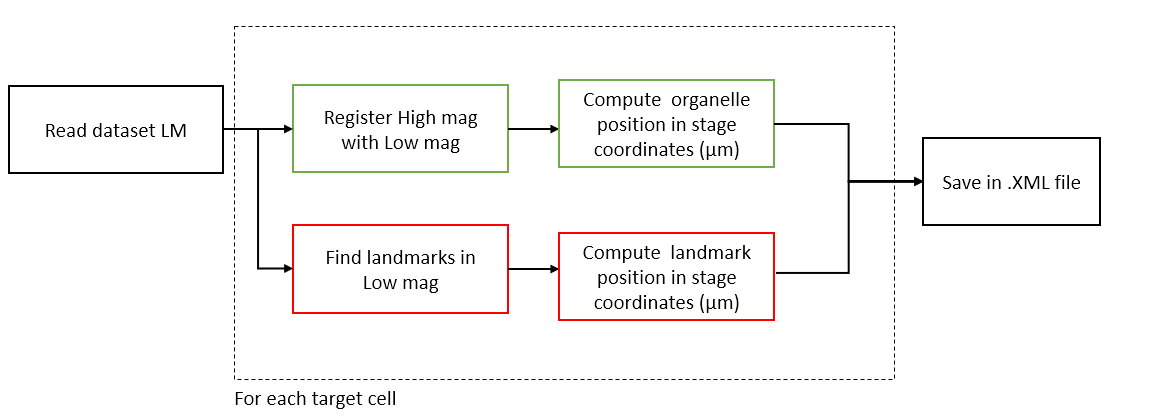 Read dataset LM
Register High mag
with Low mag
Compute  organelle
position in stage
coordinates (µm)
Find landmarks in
Low mag
Compute  landmark
position in stage
coordinates (µm)
Save in .XML file
For each target cell